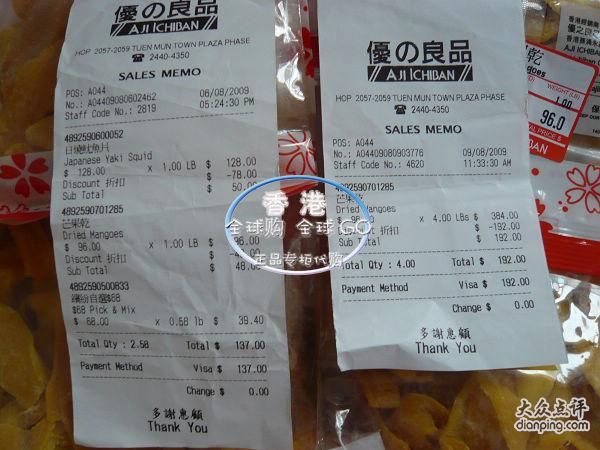 優の良品
AJI ICHIBAN
HOP 2057-2059 TUEN MUN TOWN PLAZA PHASE
☎ 2440-4350
SALES MEMO
POS: A044 06/08/2009
No.: A04409080602462 05:24:30 PM
Staff Code No.: 2819
4892590600052
日燒魷魚片
Japanese Yaki Squid
$ 128.00 x 1.00 LB $ 128.00
Discount 折扣 -78.00
Sub Total $ 50.00
4892590701285
芒果乾
Dried Mangoes
$ 96.00 x 1.00 LB $ 96.00
Discount 折扣
Sub Total $ 48.00
4892590500833
繽紛自選$68
$68 Pick & Mix
$ 68.00 x 0.58 lb $ 39.40
Total Qty : 2.58 Total $ 137.00
Payment Method Visa $ 137.00
Change $ 0.00
多謝惠顧
Thank You
優の良品
AJI ICHIBAN
HOP 2057-2059 TUEN MUN TOWN PLAZA PHASE
☎ 2440-4350
SALES MEMO
POS: A044 09/08/2009
No.: A04409080903776 11:33:30 AM
Staff Code No.: 4620
4892590701285
芒果乾
Dried Mangoes
$ 96.00 x 4.00 LBs $ 384.00
Discount 折扣 -192.00
Sub Total $ 192.00
Total Qty : 4.00 Total $ 192.00
Payment Method Visa $ 192.00
Change $ 0.00
多謝惠顧
Thank You
香港
全球购 全球GO
正品专柜代购
乾
WEIGHT (LB)
1.00
96.0
TOTAL PRICE $
AJI ICHIBAN
大众点评
dianping.com